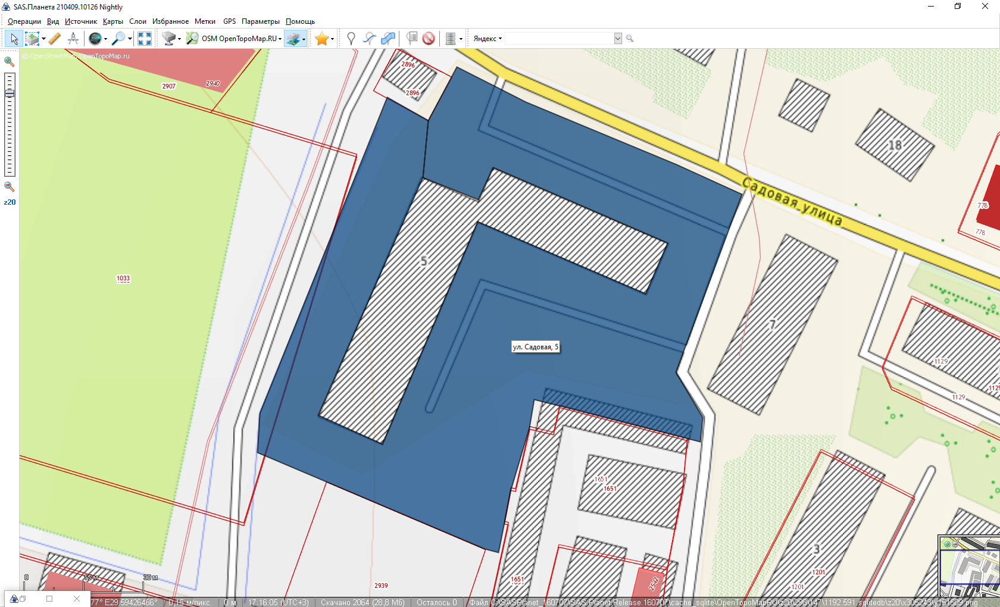 SAS.Планета 210409.10126 Nightly
Операции Вид Источник Карты Слои Избранное Метки GPS Параметры Помощь
OSM OpenTopoMap.RU
Яндекс
z20
© OpenStreetMap, OpenTopoMap.ru
2896
2896
2907
2940
18
Садовая улица
778
778
5
1033
7
ул. Садовая, 5
1129
1129
1129
1651
1651
3
1201
1201
1651
2542
2939
0 15 м 30 м
77° E29.59426466° 0,15 м/пикс. 0 м 17:16:05 (UTC+3) Скачано 2064 (28,8 Мб) Осталось 0 Файл C:\SASPlanet_160707\SAS.Planet.Release.160707\cache_sqlite\OpenTopoMapRU\z20\298\147\1192.591.sqlitedb\z20\x305243\y151509.png